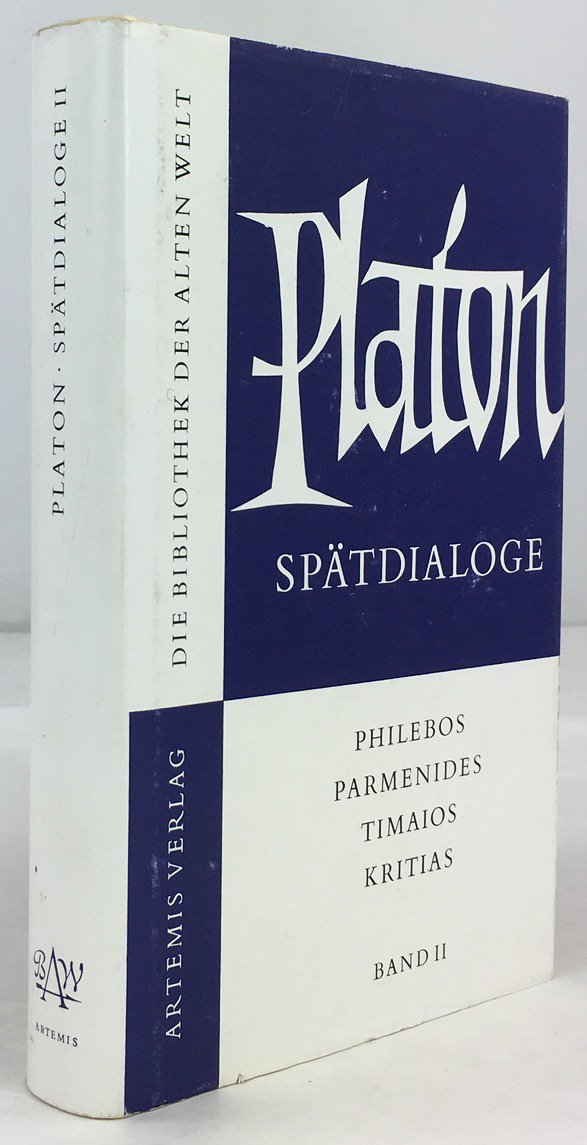 PLATON · SPÄTDIALOGE II
BAW
ARTEMIS
DIE BIBLIOTHEK DER ALTEN WELT
ARTEMIS VERLAG
Platon
SPÄTDIALOGE
PHILEBOS
PARMENIDES
TIMAIOS
KRITIAS
BAND II